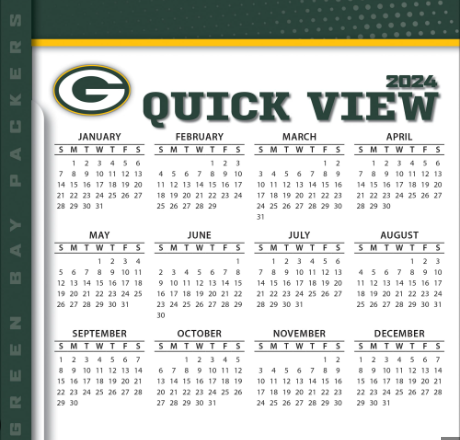 GREEN BAY PACKERS
G
2024
QUICK VIEW
JANUARY
S M T W T F S
1 2 3 4 5 6
7 8 9 10 11 12 13
14 15 16 17 18 19 20
21 22 23 24 25 26 27
28 29 30 31
FEBRUARY
S M T W T F S
1 2 3
4 5 6 7 8 9 10
11 12 13 14 15 16 17
18 19 20 21 22 23 24
25 26 27 28 29
MARCH
S M T W T F S
1 2
3 4 5 6 7 8 9
10 11 12 13 14 15 16
17 18 19 20 21 22 23
24 25 26 27 28 29 30
31
APRIL
S M T W T F S
1 2 3 4 5 6
7 8 9 10 11 12 13
14 15 16 17 18 19 20
21 22 23 24 25 26 27
28 29 30
MAY
S M T W T F S
1 2 3 4
5 6 7 8 9 10 11
12 13 14 15 16 17 18
19 20 21 22 23 24 25
26 27 28 29 30 31
JUNE
S M T W T F S
1
2 3 4 5 6 7 8
9 10 11 12 13 14 15
16 17 18 19 20 21 22
23 24 25 26 27 28 29
30
JULY
S M T W T F S
1 2 3 4 5 6
7 8 9 10 11 12 13
14 15 16 17 18 19 20
21 22 23 24 25 26 27
28 29 30 31
AUGUST
S M T W T F S
1 2 3
4 5 6 7 8 9 10
11 12 13 14 15 16 17
18 19 20 21 22 23 24
25 26 27 28 29 30 31
SEPTEMBER
S M T W T F S
1 2 3 4 5 6 7
8 9 10 11 12 13 14
15 16 17 18 19 20 21
22 23 24 25 26 27 28
29 30
OCTOBER
S M T W T F S
1 2 3 4 5
6 7 8 9 10 11 12
13 14 15 16 17 18 19
20 21 22 23 24 25 26
27 28 29 30 31
NOVEMBER
S M T W T F S
1 2
3 4 5 6 7 8 9
10 11 12 13 14 15 16
17 18 19 20 21 22 23
24 25 26 27 28 29 30
DECEMBER
S M T W T F S
1 2 3 4 5 6 7
8 9 10 11 12 13 14
15 16 17 18 19 20 21
22 23 24 25 26 27 28
29 30 31